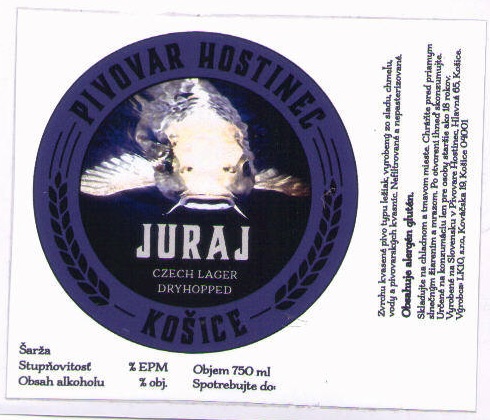 PIVOVAR HOSTINEC
JURAJ
CZECH LAGER
DRYHOPPED
KOŠICE
Šarža
Stupňovitosť % EPM Objem 750 ml
Obsah alkoholu % obj. Spotrebujte do:
Zvrchu kvasené pivo typu ležiak, vyrobený zo sladu, chmeľu,
vody a pivovarských kvasníc. Nefiltrované a nepasterizované.
Obsahuje alergén glutén.
Skladujte na chladnom a tmavom mieste. Chráňte pred priamym
slnečným žiarením a mrazom. Po otvorení ihneď skonzumujte.
Určené na konzumáciu len pre osoby staršie ako 18 rokov.
Vyrobené na Slovensku v Pivovare Hostinec, Hlavná 65, Košice.
Výrobca: LIGO, s.r.o., Kováčska 19, Košice 04001